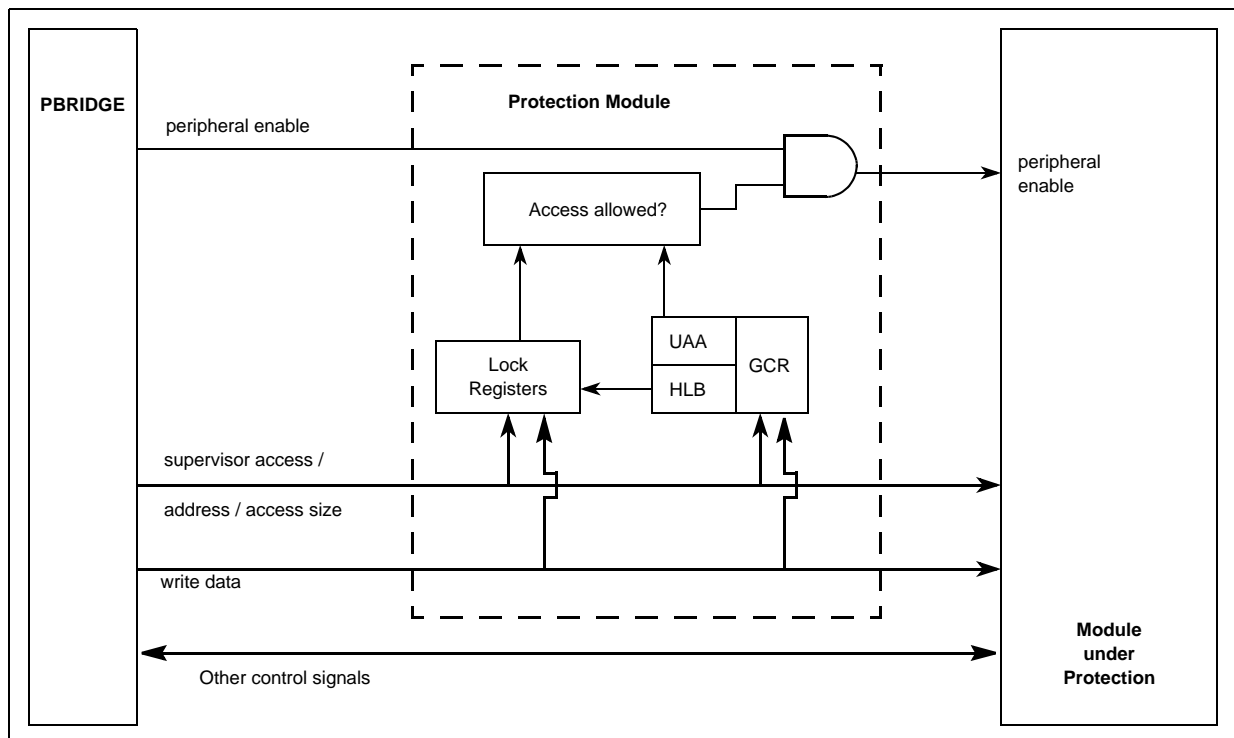 PBRIDGE
Protection Module
peripheral enable
peripheral
enable
Access allowed?
UAA
GCR
HLB
Lock
Registers
supervisor access /
address / access size
write data
Other control signals
Module
under
Protection